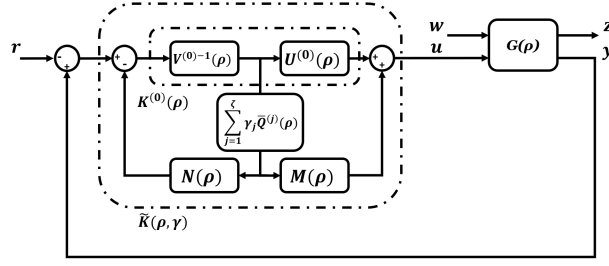 w z
r u G(ρ) y
- + + - V⁽⁰⁾⁻¹(ρ) U⁽⁰⁾(ρ) + +
K⁽⁰⁾(ρ)
∑_{j=1}^{ζ} γ_j Q̅⁽ʲ⁾(ρ)
N(ρ) M(ρ)
K̃(ρ, γ)